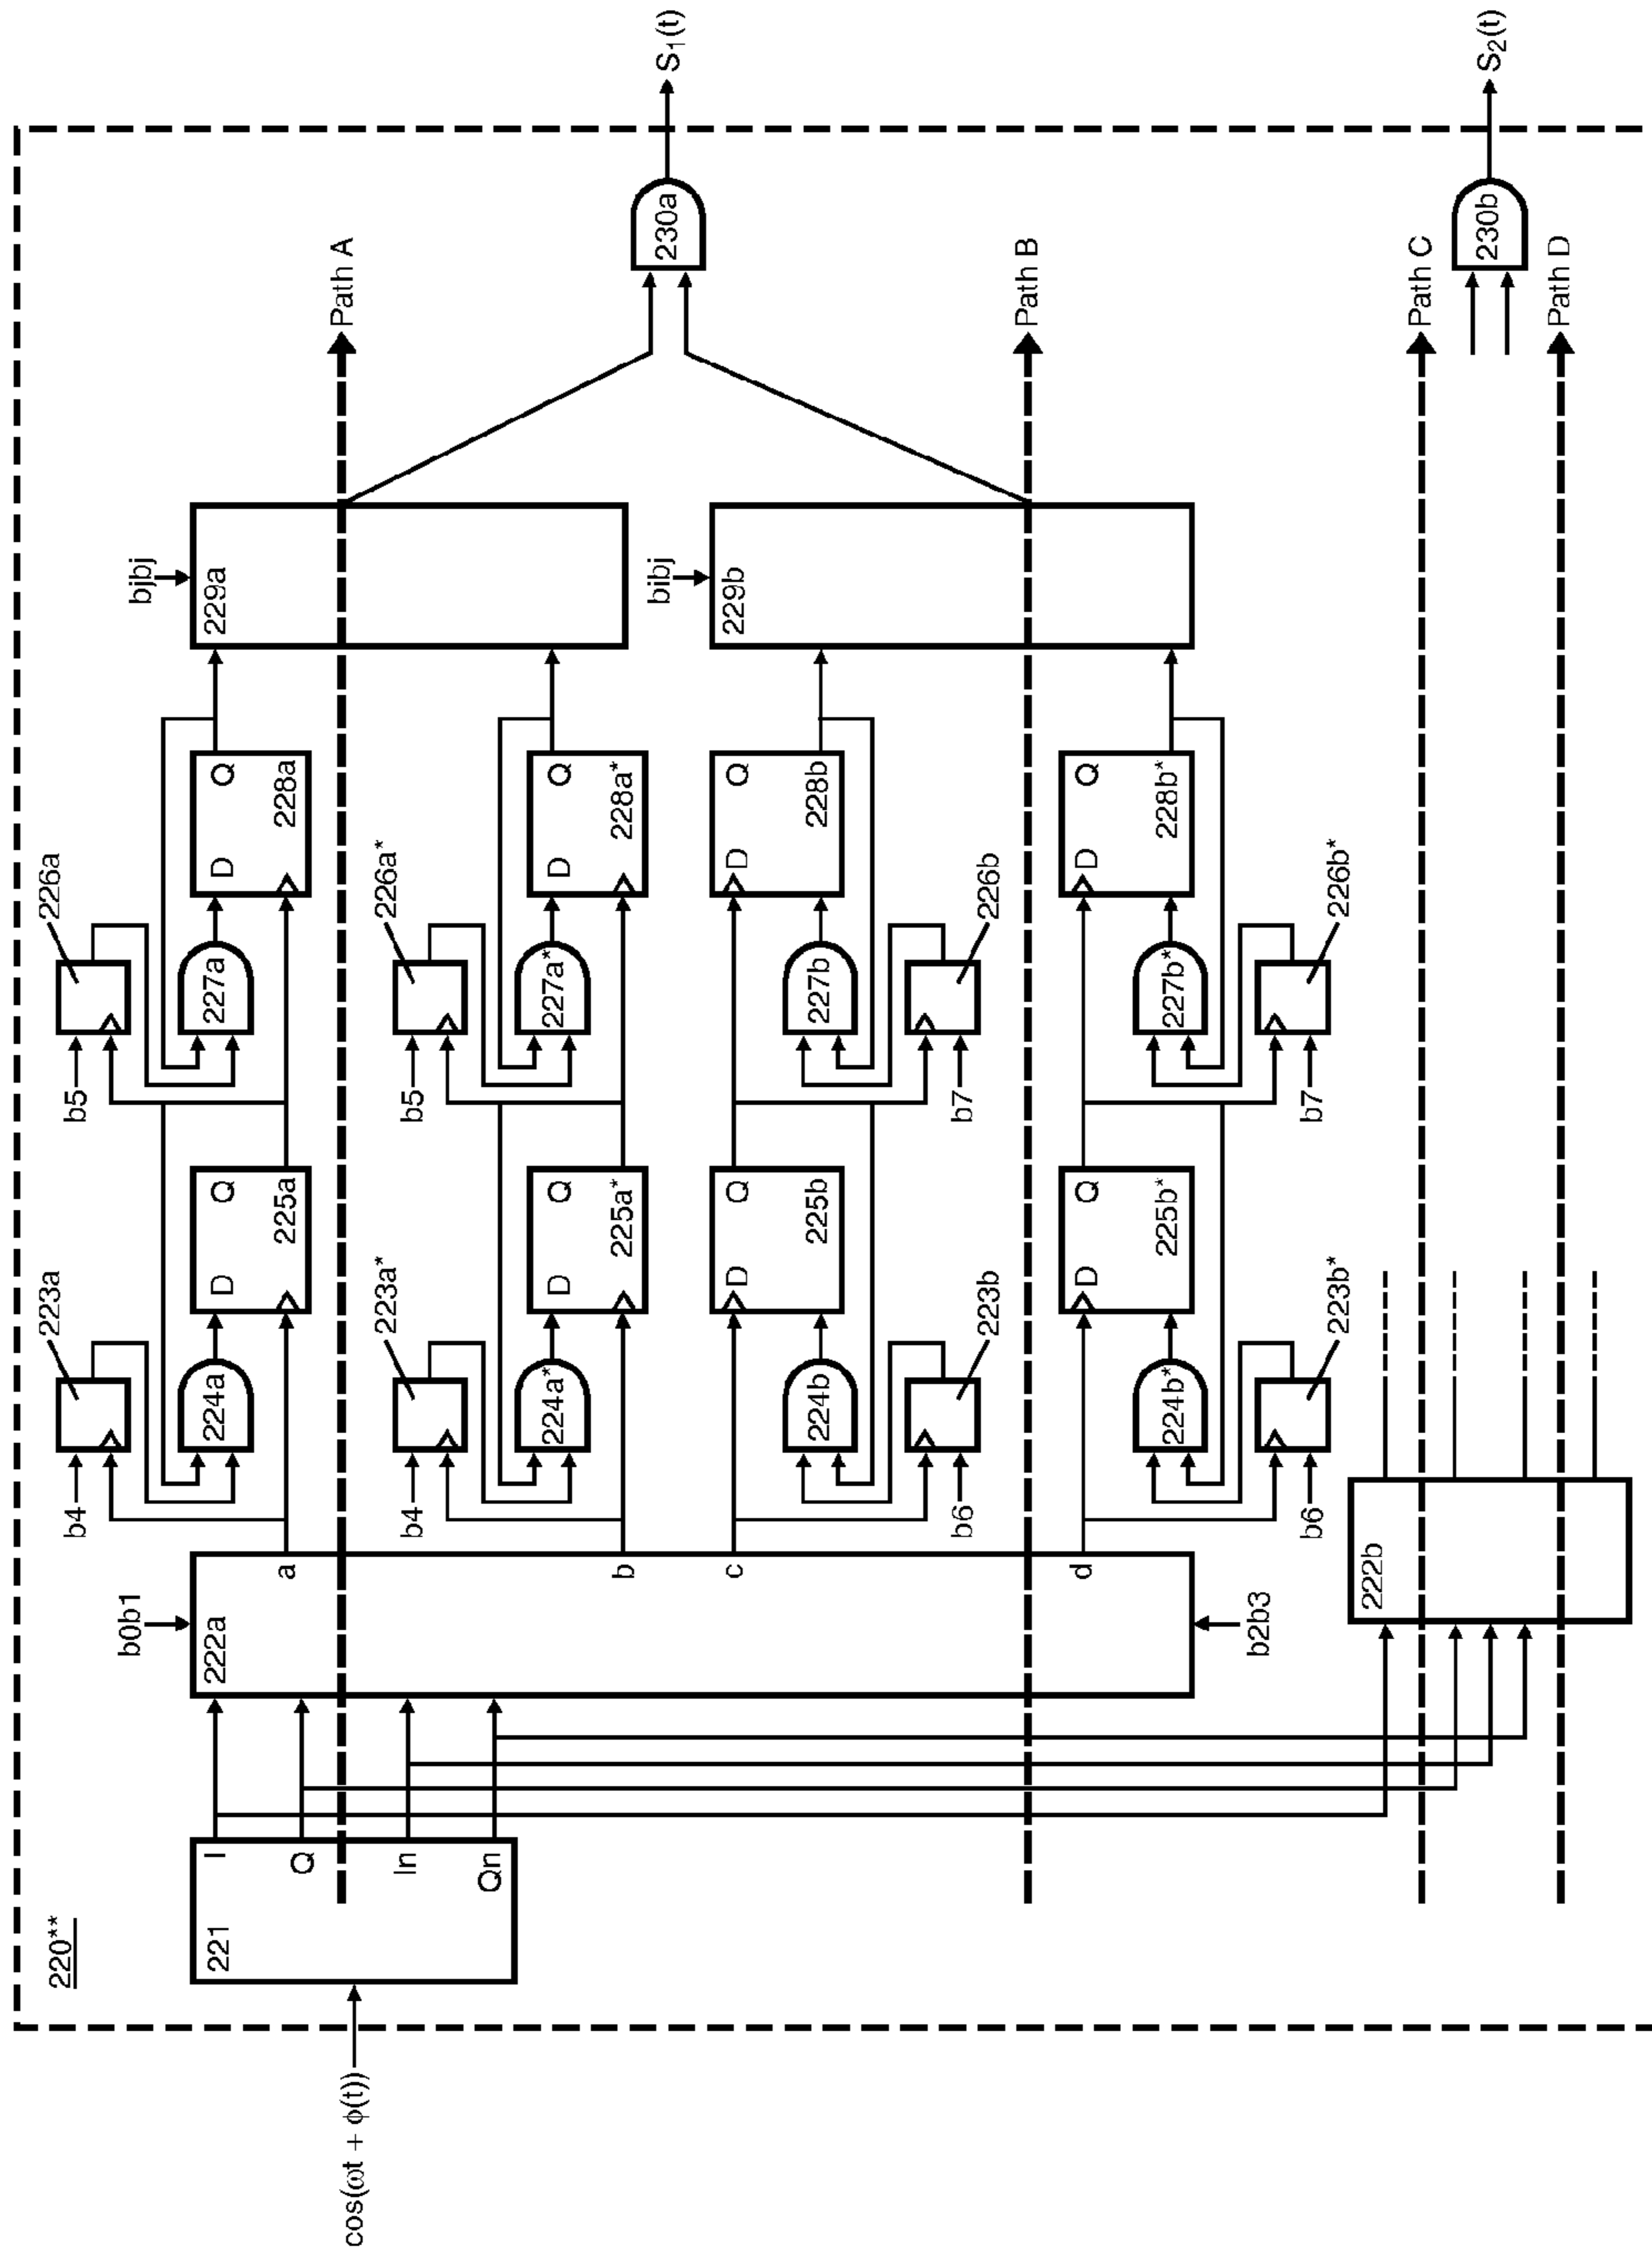 220**
cos(ωt + φ(t))
221
I
Q
In
Qn
b0b1
222a
a
b
c
d
b2b3
b4
223a
224a
D
Q
225a
b5
226a
227a
D
Q
228a
b4
223a*
224a*
D
Q
225a*
b5
226a*
227a*
D
Q
228a*
b6
223b
224b
D
Q
225b
b7
226b
227b
D
Q
228b
b6
223b*
224b*
D
Q
225b*
b7
226b*
227b*
D
Q
228b*
bjbj
229a
bibj
229b
Path A
230a
S1(t)
Path B
222b
Path C
230b
S2(t)
Path D